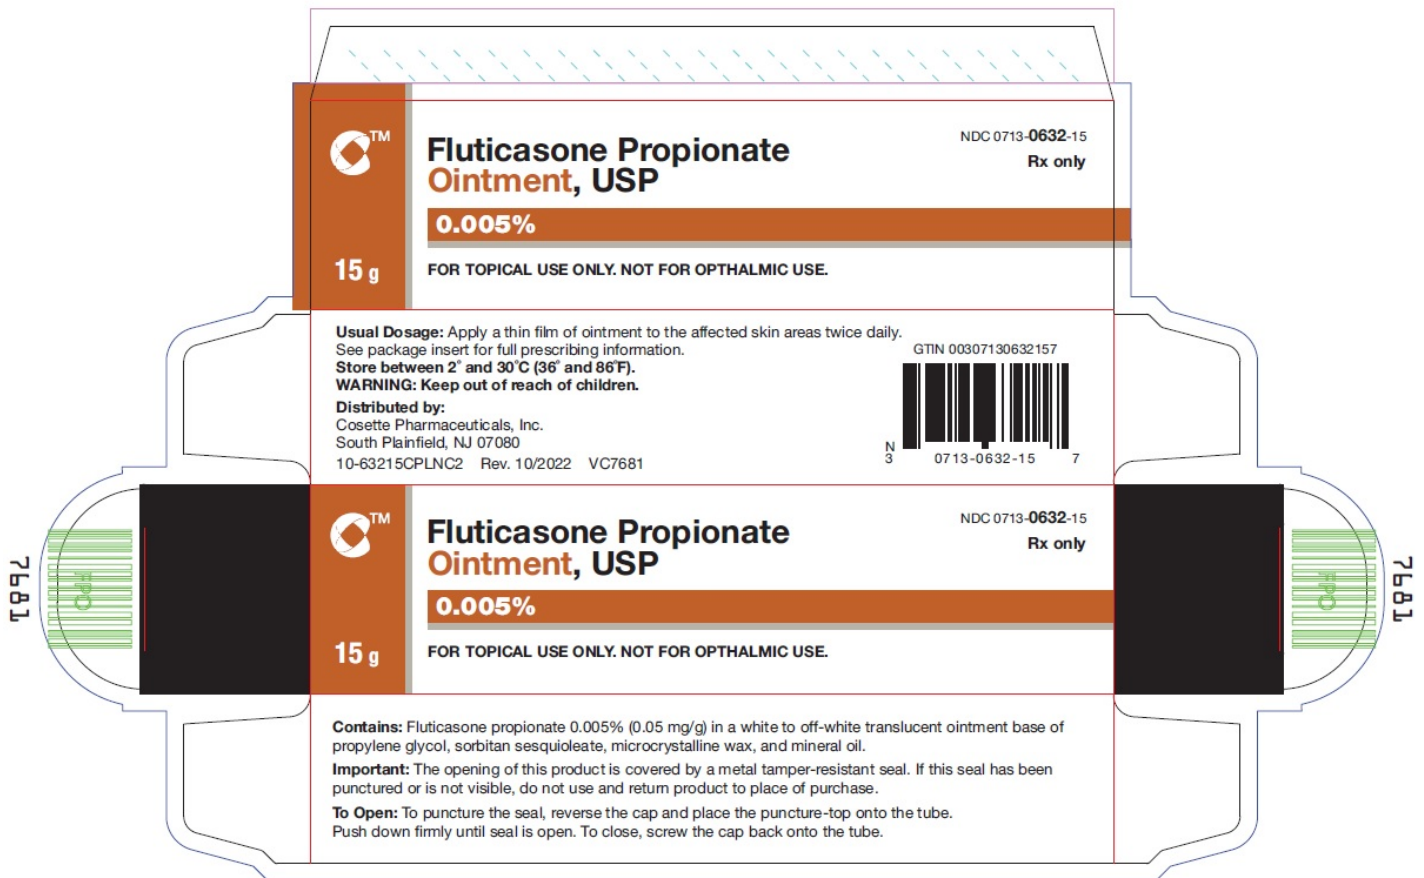 TM
Fluticasone Propionate
Ointment, USP
NDC 0713-0632-15
Rx only
0.005%
15 g
FOR TOPICAL USE ONLY. NOT FOR OPTHALMIC USE.
Usual Dosage: Apply a thin film of ointment to the affected skin areas twice daily.
See package insert for full prescribing information.
Store between 2° and 30°C (36° and 86°F).
WARNING: Keep out of reach of children.
Distributed by:
Cosette Pharmaceuticals, Inc.
South Plainfield, NJ 07080
10-63215CPLNC2 Rev. 10/2022 VC7681
GTIN 00307130632157
N
3 0713-0632-15 7
TM
Fluticasone Propionate
Ointment, USP
NDC 0713-0632-15
Rx only
0.005%
15 g
FOR TOPICAL USE ONLY. NOT FOR OPTHALMIC USE.
7681
FPO
FPO
7681
Contains: Fluticasone propionate 0.005% (0.05 mg/g) in a white to off-white translucent ointment base of
propylene glycol, sorbitan sesquioleate, microcrystalline wax, and mineral oil.
Important: The opening of this product is covered by a metal tamper-resistant seal. If this seal has been
punctured or is not visible, do not use and return product to place of purchase.
To Open: To puncture the seal, reverse the cap and place the puncture-top onto the tube.
Push down firmly until seal is open. To close, screw the cap back onto the tube.